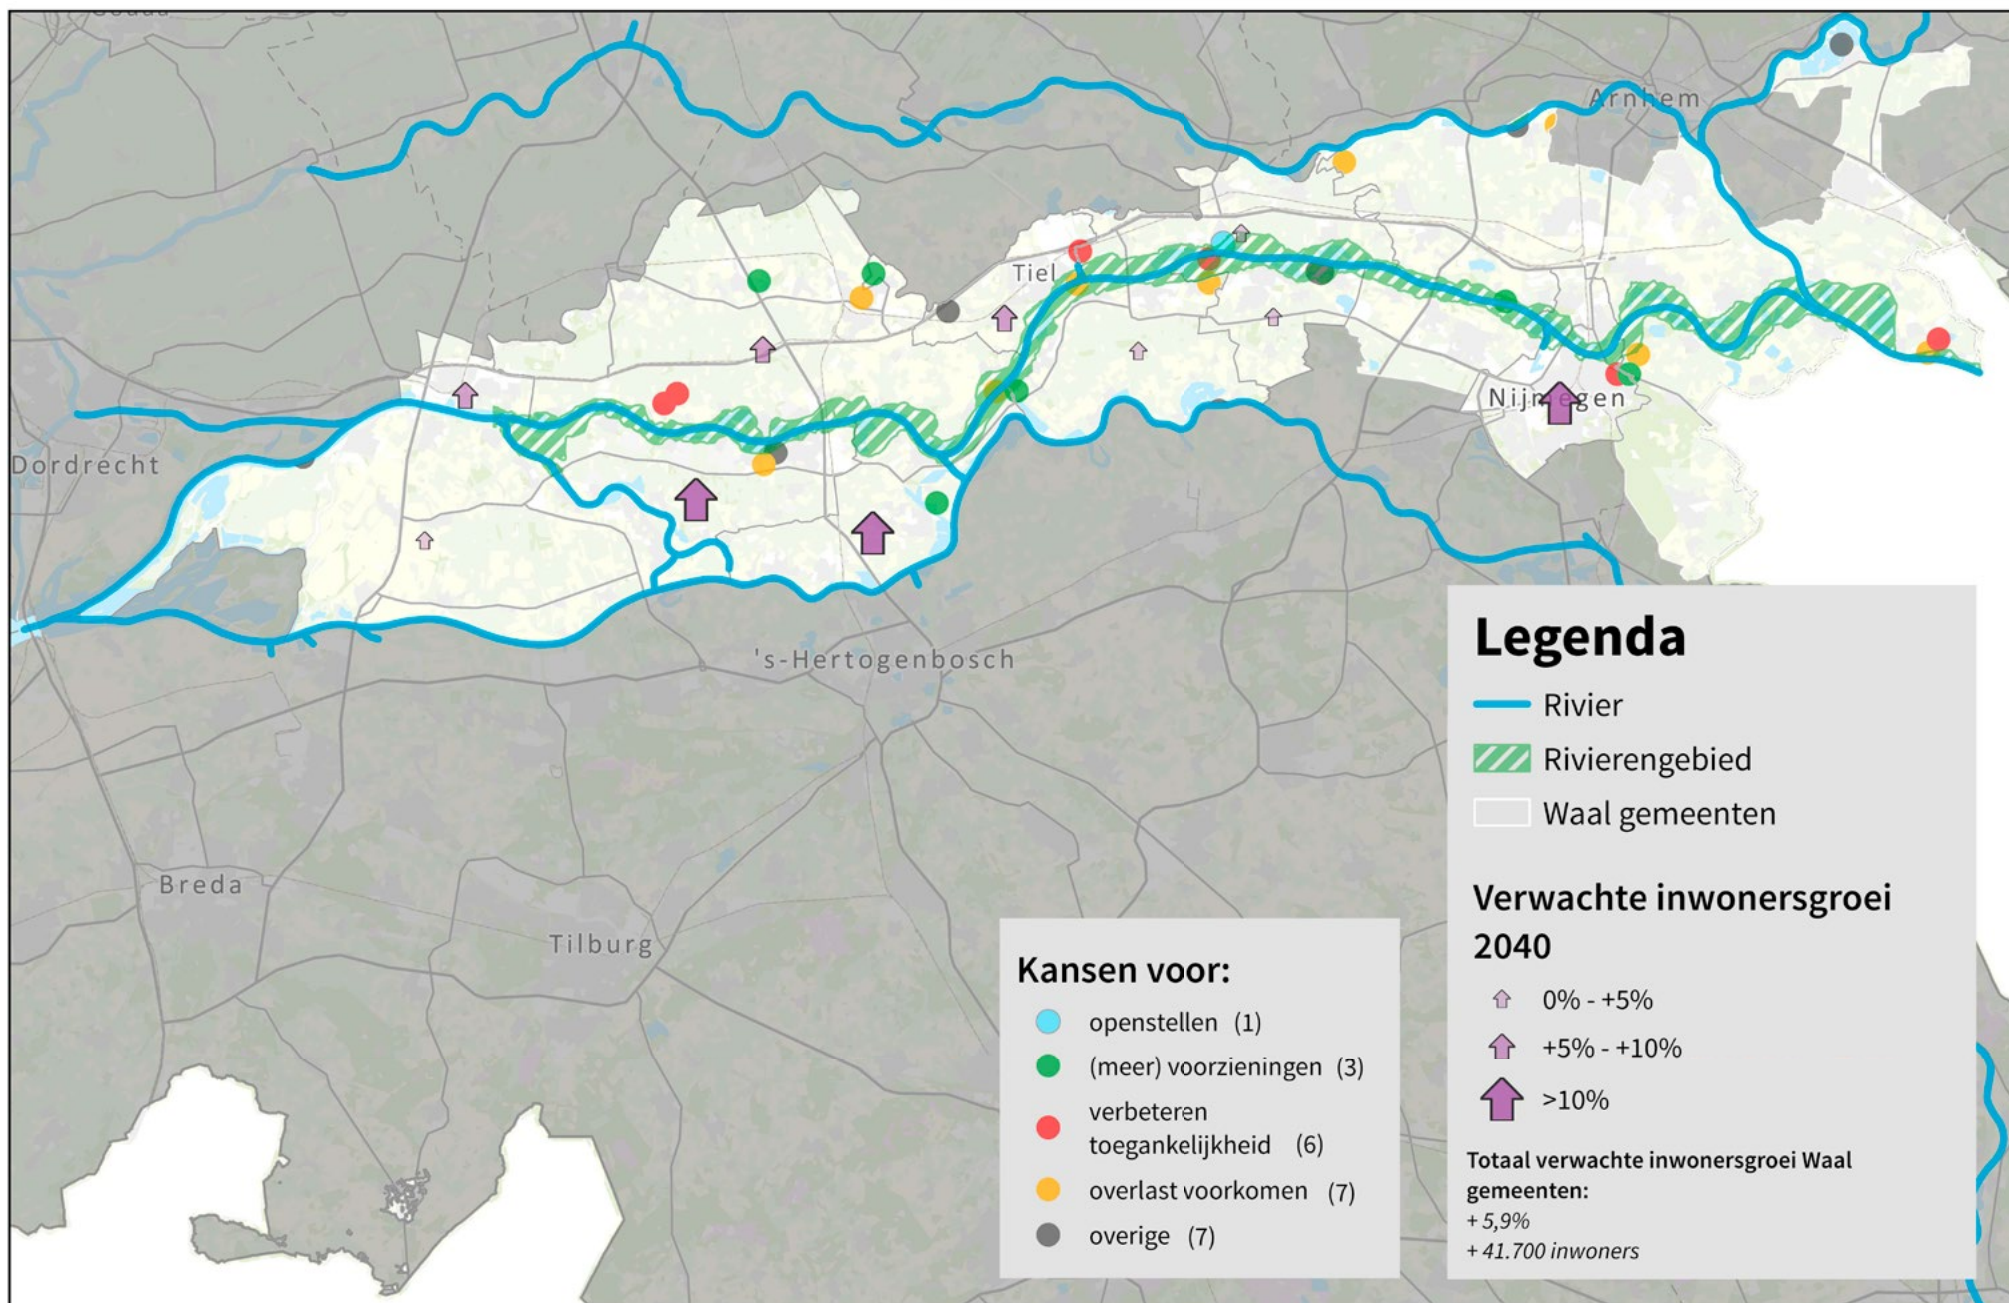 Arnhem
Tiel
Nijmegen
Dordrecht
's-Hertogenbosch
Breda
Tilburg
Legenda
Rivier
Rivierengebied
Waal gemeenten
Verwachte inwonersgroei
2040
0% - +5%
+5% - +10%
>10%
Totaal verwachte inwonersgroei Waal
gemeenten:
+ 5,9%
+ 41.700 inwoners
Kansen voor:
openstellen (1)
(meer) voorzieningen (3)
verbeteren
toegankelijkheid (6)
overlast voorkomen (7)
overige (7)